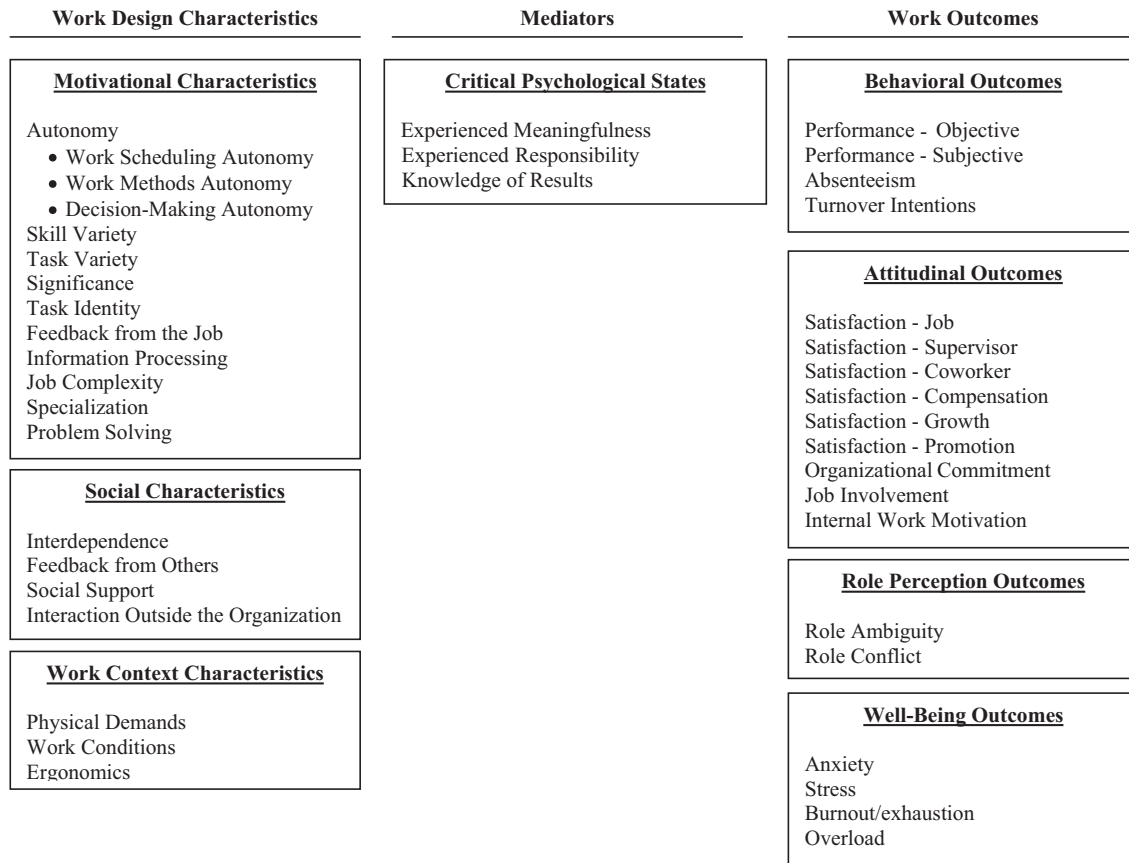 Work Design Characteristics
Mediators
Work Outcomes
Motivational Characteristics
Autonomy
• Work Scheduling Autonomy
• Work Methods Autonomy
• Decision-Making Autonomy
Skill Variety
Task Variety
Significance
Task Identity
Feedback from the Job
Information Processing
Job Complexity
Specialization
Problem Solving
Social Characteristics
Interdependence
Feedback from Others
Social Support
Interaction Outside the Organization
Work Context Characteristics
Physical Demands
Work Conditions
Ergonomics
Critical Psychological States
Experienced Meaningfulness
Experienced Responsibility
Knowledge of Results
Behavioral Outcomes
Performance - Objective
Performance - Subjective
Absenteeism
Turnover Intentions
Attitudinal Outcomes
Satisfaction - Job
Satisfaction - Supervisor
Satisfaction - Coworker
Satisfaction - Compensation
Satisfaction - Growth
Satisfaction - Promotion
Organizational Commitment
Job Involvement
Internal Work Motivation
Role Perception Outcomes
Role Ambiguity
Role Conflict
Well-Being Outcomes
Anxiety
Stress
Burnout/exhaustion
Overload